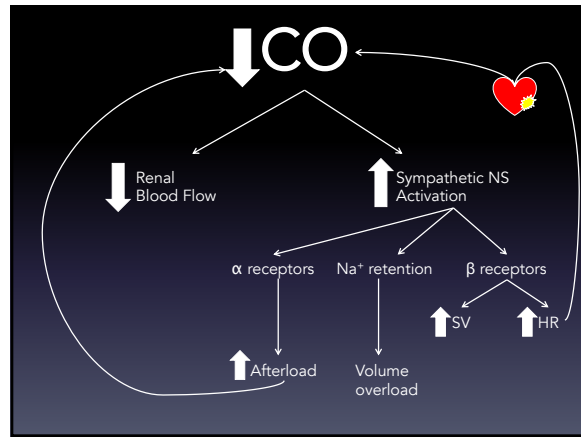 CO
Renal
Blood Flow
Sympathetic NS
Activation
α receptors
Na⁺ retention
β receptors
SV
HR
Afterload
Volume
overload